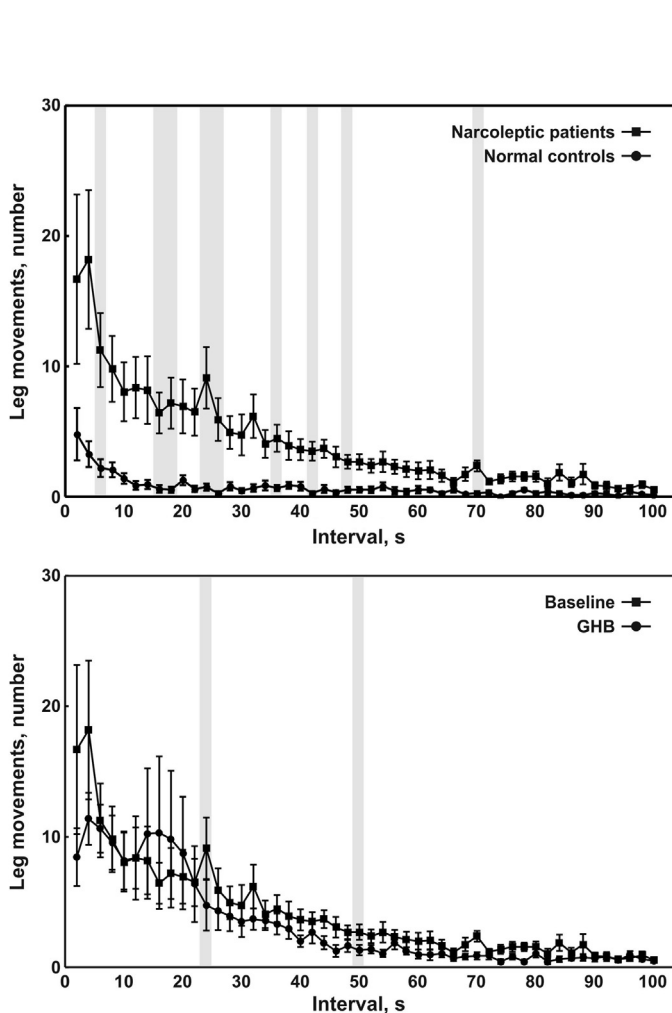 30
Narcoleptic patients
Normal controls
20
10
0
Leg movements, number
0 10 20 30 40 50 60 70 80 90 100
Interval, s
30
Baseline
GHB
20
10
0
Leg movements, number
0 10 20 30 40 50 60 70 80 90 100
Interval, s